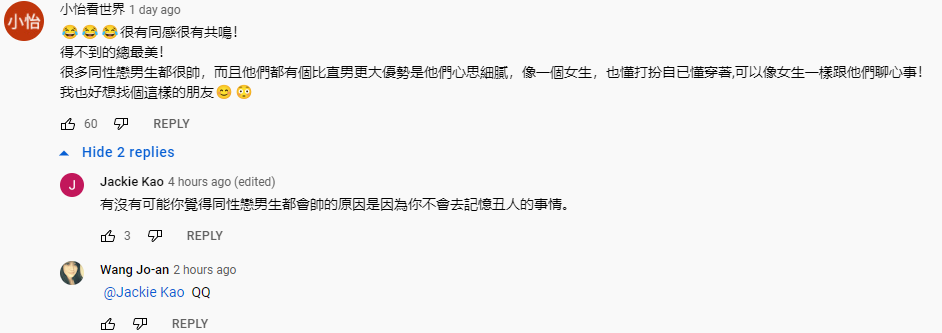 小怡
小怡看世界 1 day ago
😂😂😂很有同感很有共鳴!
得不到的總最美!
很多同性戀男生都很帥，而且他們都有個比直男更大優勢是他們心思細膩，像一個女生，也懂打扮自已懂穿著,可以像女生一樣跟他們聊心事!
我也好想找個這樣的朋友😊😳
60 REPLY
Hide 2 replies
J
Jackie Kao 4 hours ago (edited)
有沒有可能你覺得同性戀男生都會帥的原因是因為你不會去記憶丑人的事情。
3 REPLY
Wang Jo-an 2 hours ago
@Jackie Kao QQ
REPLY